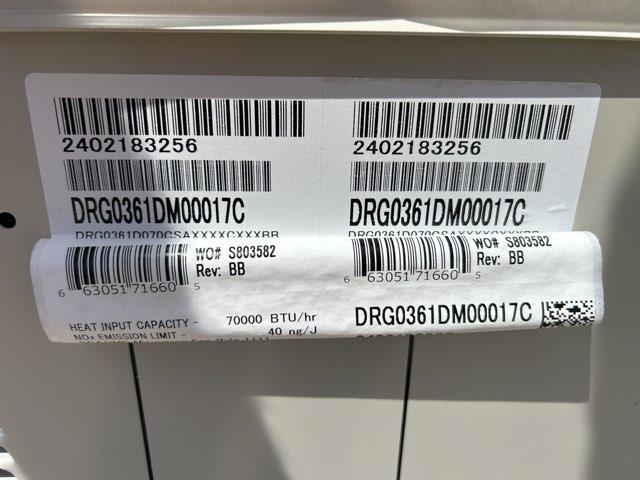 2402183256
DRG0361DM00017C
DRG0361D070CSAXXXXCXXXBB
WO# S803582
Rev: BB
6 63051 71660 5
HEAT INPUT CAPACITY - 70000 BTU/hr
NOx EMISSION LIMIT - 40 ng/J
2402183256
DRG0361DM00017C
WO# S803582
Rev: BB
6 63051 71660 5
DRG0361DM00017C